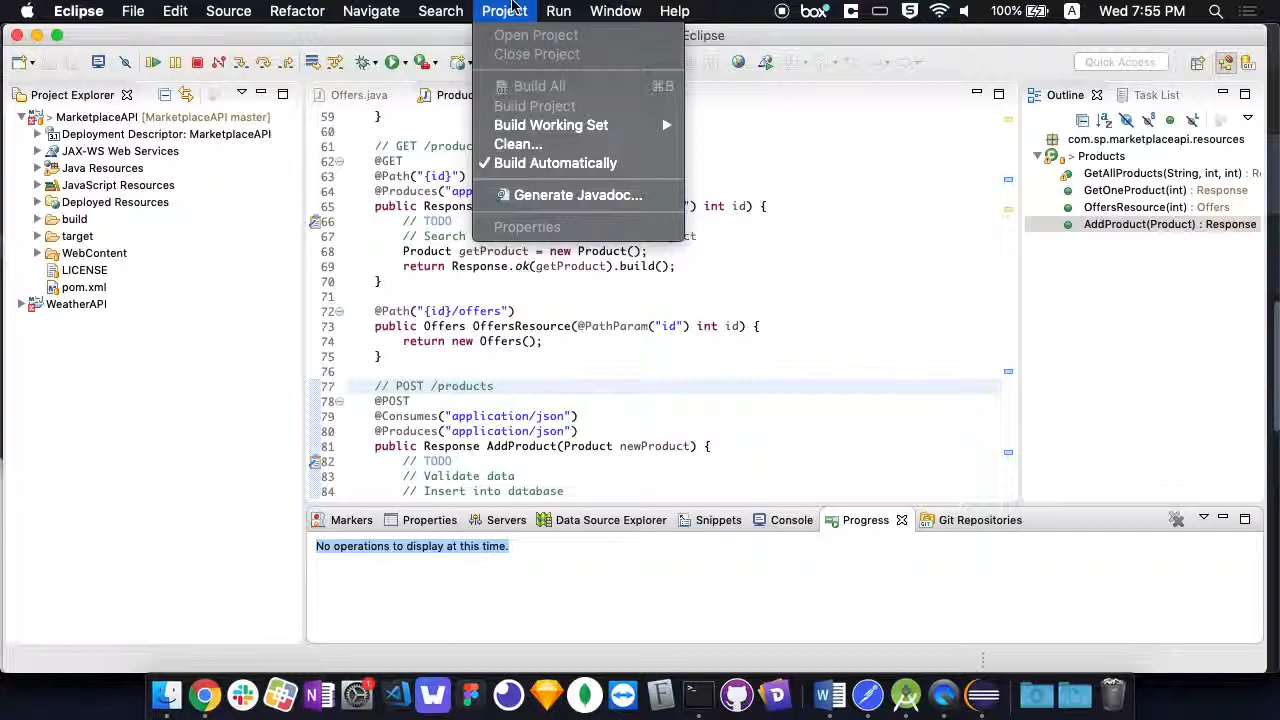 Eclipse File Edit Source Refactor Navigate Search Project Run Window Help
box 5 100% A Wed 7:55 PM
Eclipse
Open Project
Close Project
Build All ⌘B
Build Project
Build Working Set
Clean...
✓ Build Automatically
Generate Javadoc...
Properties
Quick Access
Project Explorer
> MarketplaceAPI [MarketplaceAPI master]
Deployment Descriptor: MarketplaceAPI
JAX-WS Web Services
Java Resources
JavaScript Resources
Deployed Resources
build
target
WebContent
LICENSE
pom.xml
WeatherAPI
Offers.java
Produc
59 }
60
61 // GET /produc
62 @GET
63 @Path("{id}")
64 @Produces("app
65 public Respons ") int id) {
66 // TODO
67 // Search ct
68 Product getProduct = new Product();
69 return Response.ok(getProduct).build();
70 }
71
72 @Path("{id}/offers")
73 public Offers OffersResource(@PathParam("id") int id) {
74 return new Offers();
75 }
76
77 // POST /products
78 @POST
79 @Consumes("application/json")
80 @Produces("application/json")
81 public Response AddProduct(Product newProduct) {
82 // TODO
83 // Validate data
84 // Insert into database
Outline Task List
com.sp.marketplaceapi.resources
> Products
GetAllProducts(String, int, int) : Re
GetOneProduct(int) : Response
OffersResource(int) : Offers
AddProduct(Product) : Response
Markers Properties Servers Data Source Explorer Snippets Console Progress Git Repositories
No operations to display at this time.